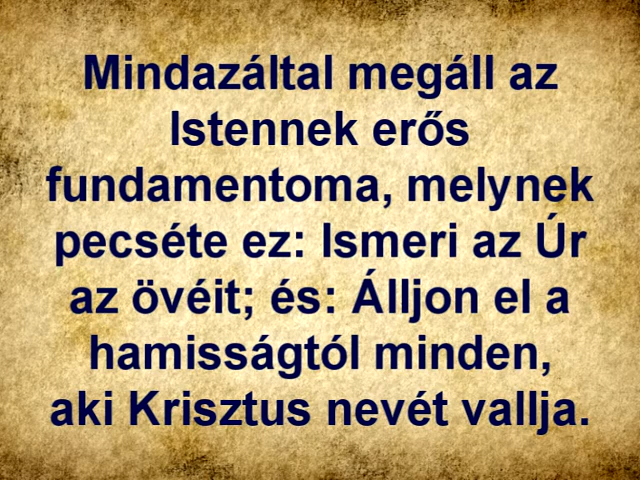 Mindazáltal megáll az
Istennek erős
fundamentoma, melynek
pecséte ez: Ismeri az Úr
az övéit; és: Álljon el a
hamisságtól minden,
aki Krisztus nevét vallja.